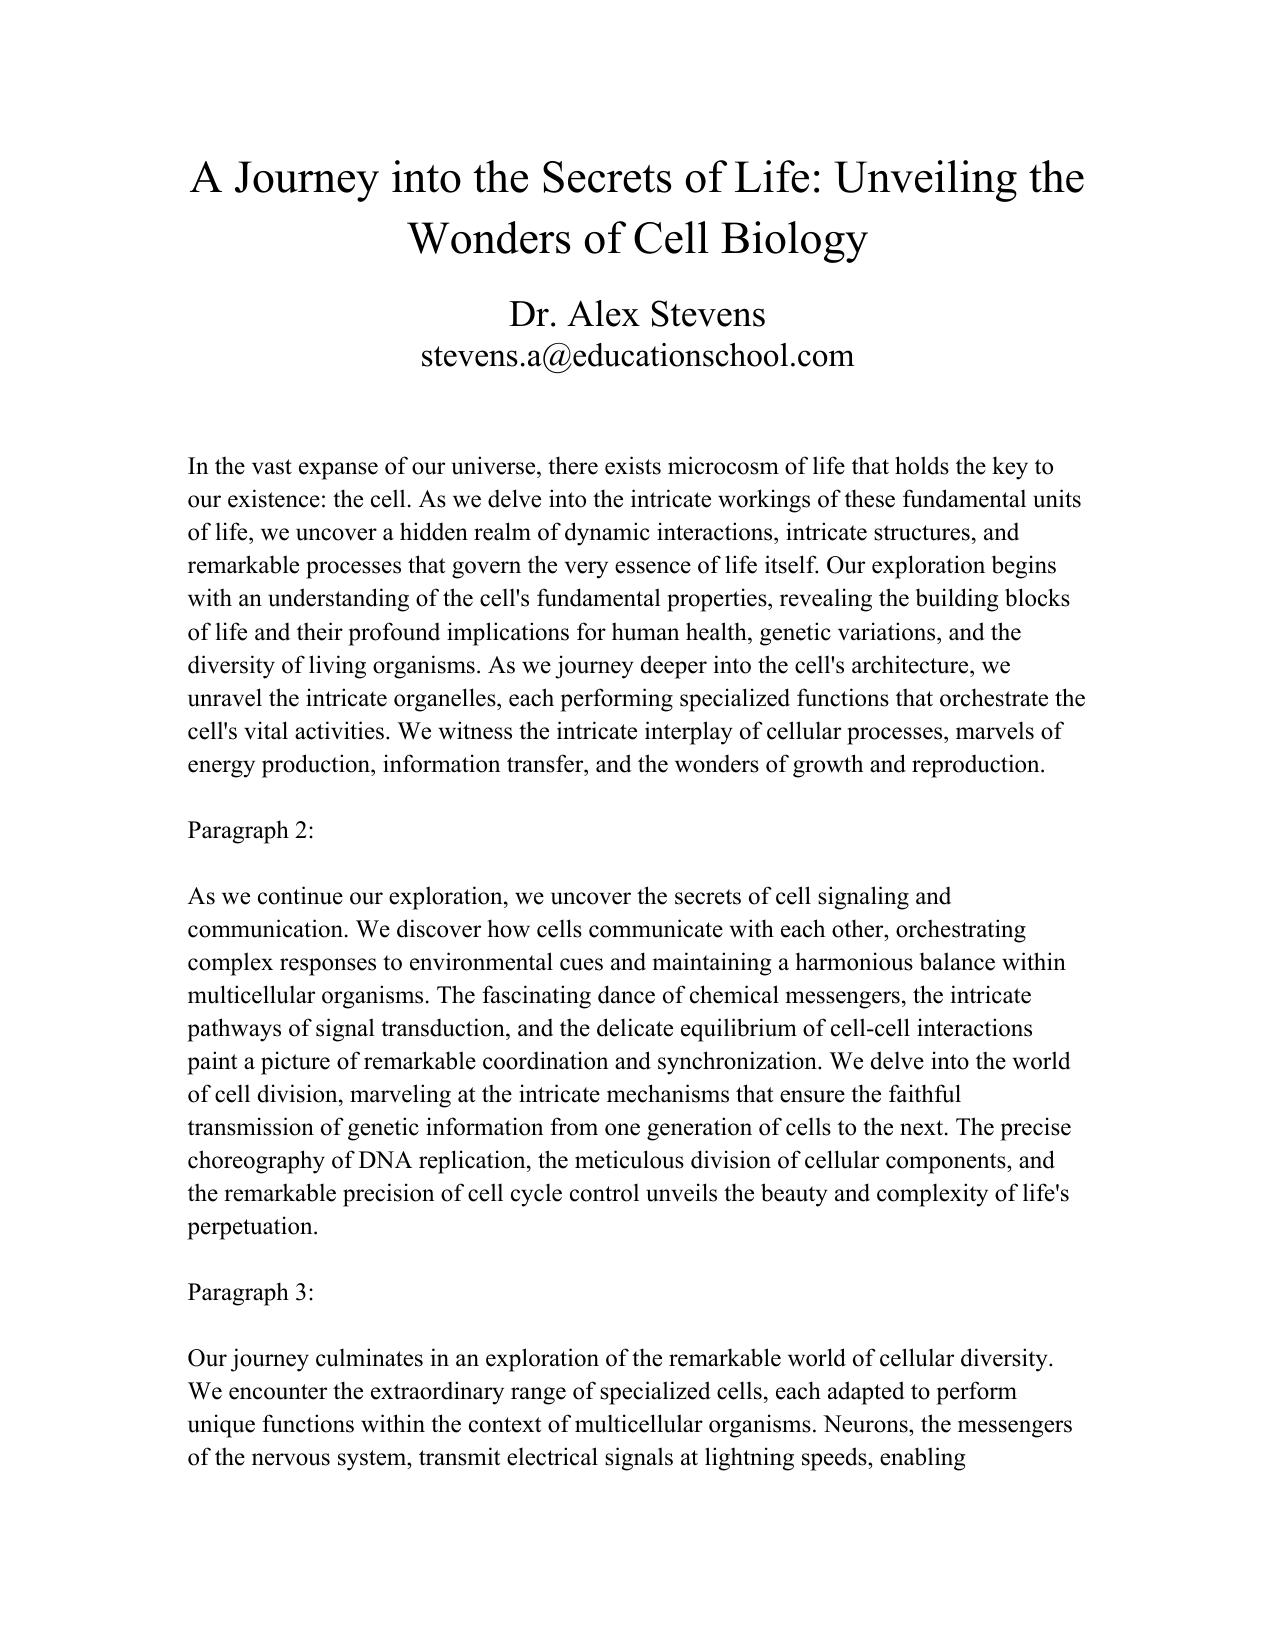 A Journey into the Secrets of Life: Unveiling the
Wonders of Cell Biology
Dr. Alex Stevens
stevens.a@educationschool.com
In the vast expanse of our universe, there exists microcosm of life that holds the key to
our existence: the cell. As we delve into the intricate workings of these fundamental units
of life, we uncover a hidden realm of dynamic interactions, intricate structures, and
remarkable processes that govern the very essence of life itself. Our exploration begins
with an understanding of the cell's fundamental properties, revealing the building blocks
of life and their profound implications for human health, genetic variations, and the
diversity of living organisms. As we journey deeper into the cell's architecture, we
unravel the intricate organelles, each performing specialized functions that orchestrate the
cell's vital activities. We witness the intricate interplay of cellular processes, marvels of
energy production, information transfer, and the wonders of growth and reproduction.
Paragraph 2:
As we continue our exploration, we uncover the secrets of cell signaling and
communication. We discover how cells communicate with each other, orchestrating
complex responses to environmental cues and maintaining a harmonious balance within
multicellular organisms. The fascinating dance of chemical messengers, the intricate
pathways of signal transduction, and the delicate equilibrium of cell-cell interactions
paint a picture of remarkable coordination and synchronization. We delve into the world
of cell division, marveling at the intricate mechanisms that ensure the faithful
transmission of genetic information from one generation of cells to the next. The precise
choreography of DNA replication, the meticulous division of cellular components, and
the remarkable precision of cell cycle control unveils the beauty and complexity of life's
perpetuation.
Paragraph 3:
Our journey culminates in an exploration of the remarkable world of cellular diversity.
We encounter the extraordinary range of specialized cells, each adapted to perform
unique functions within the context of multicellular organisms. Neurons, the messengers
of the nervous system, transmit electrical signals at lightning speeds, enabling